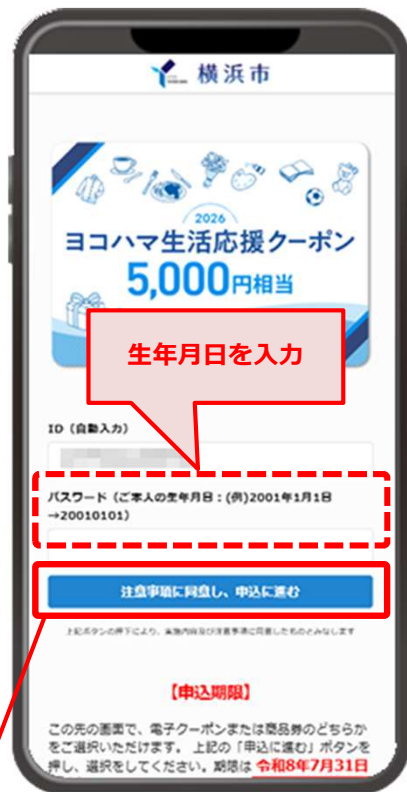 横浜市
2026
ヨコハマ生活応援クーポン
5,000円相当
生年月日を入力
ID（自動入力）
パスワード（ご本人の生年月日：(例)2001年1月1日
→20010101）
注意事項に同意し、申込に進む
上記ボタンの押下により、実施内容及び注意事項に同意したものとみなします
【申込期限】
この先の画面で、電子クーポンまたは商品券のどちらか
をご選択いただけます。 上記の「申込に進む」ボタンを
押し、選択をしてください。期限は 令和8年7月31日